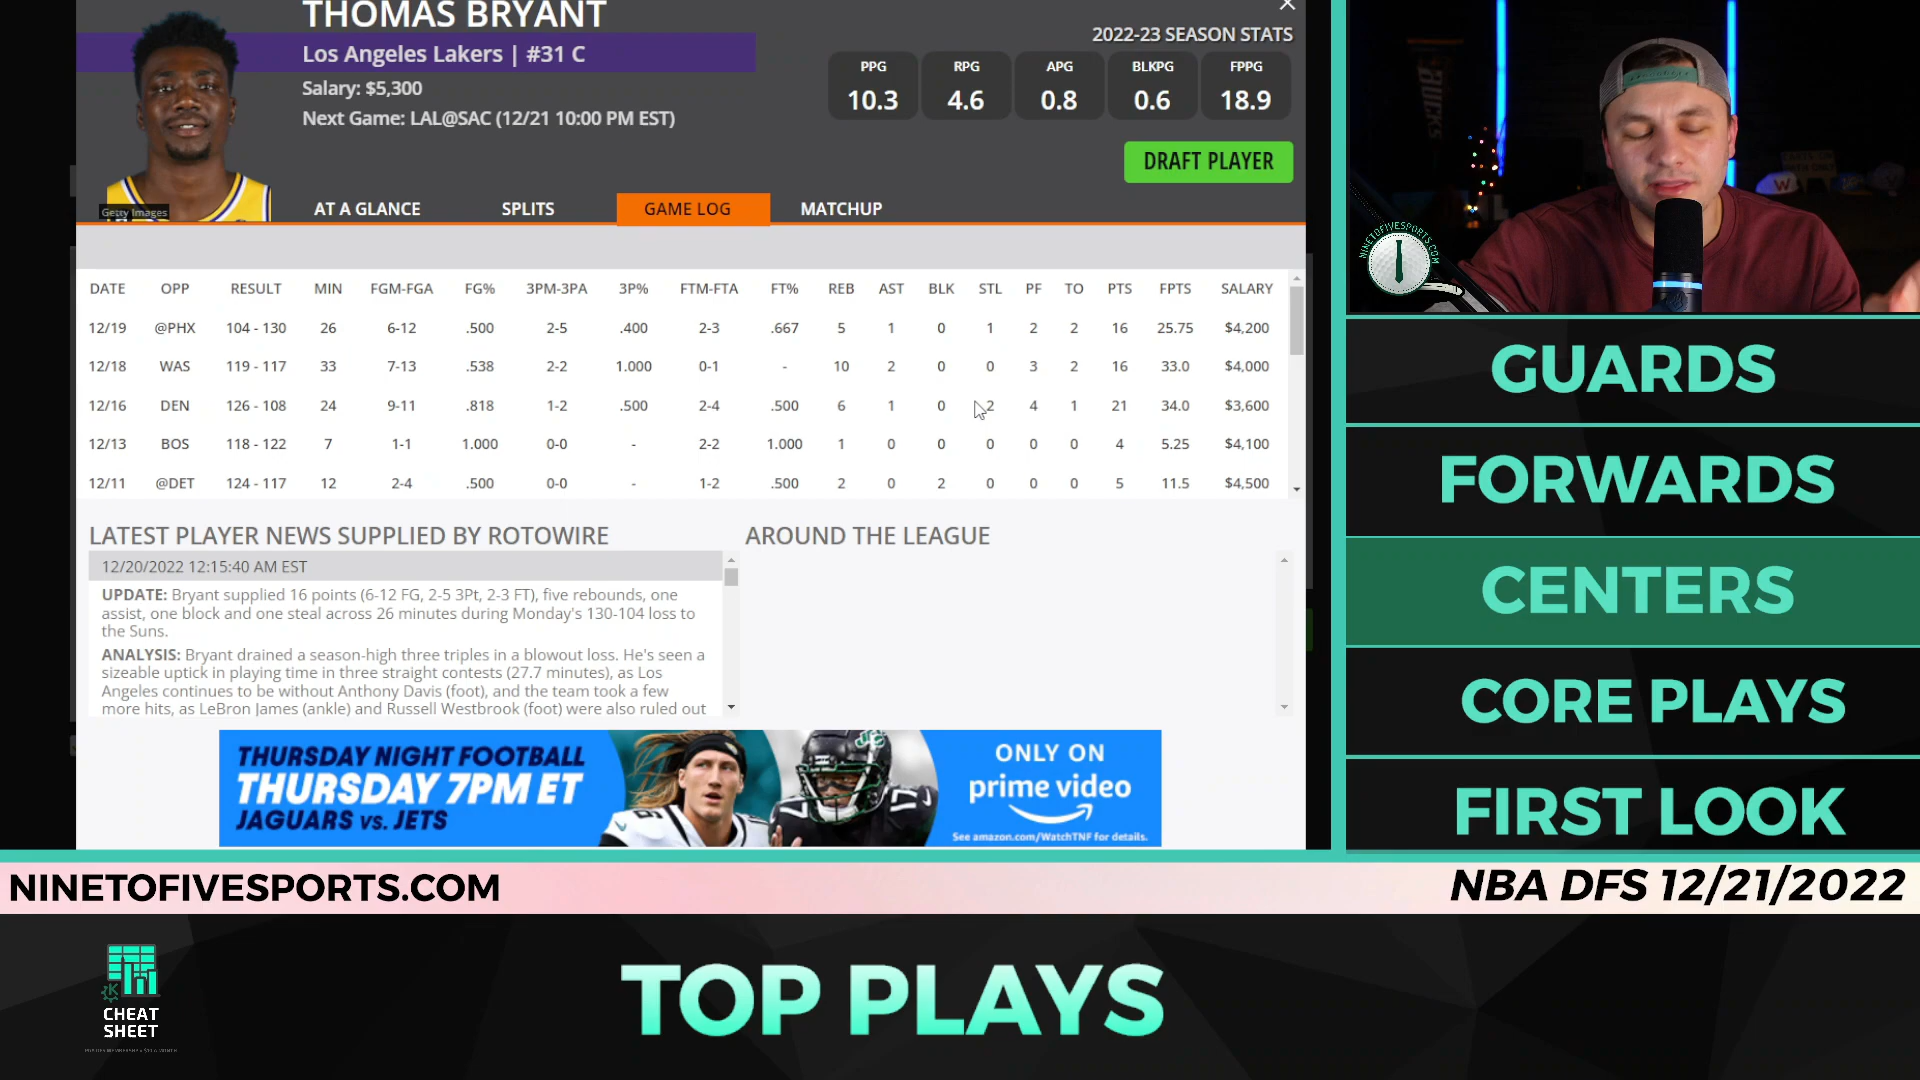 THOMAS BRYANT
Los Angeles Lakers | #31 C
Salary: $5,300
Next Game: LAL@SAC (12/21 10:00 PM EST)
Getty Images
2022-23 SEASON STATS
PPG RPG APG BLKPG FPPG
10.3 4.6 0.8 0.6 18.9
DRAFT PLAYER
AT A GLANCE SPLITS GAME LOG MATCHUP
DATE OPP RESULT MIN FGM-FGA FG% 3PM-3PA 3P% FTM-FTA FT% REB AST BLK STL PF TO PTS FPTS SALARY
12/19 @PHX 104 - 130 26 6-12 .500 2-5 .400 2-3 .667 5 1 0 1 2 2 16 25.75 $4,200
12/18 WAS 119 - 117 33 7-13 .538 2-2 1.000 0-1 - 10 2 0 0 3 2 16 33.0 $4,000
12/16 DEN 126 - 108 24 9-11 .818 1-2 .500 2-4 .500 6 1 0 2 4 1 21 34.0 $3,600
12/13 BOS 118 - 122 7 1-1 1.000 0-0 - 2-2 1.000 1 0 0 0 0 0 4 5.25 $4,100
12/11 @DET 124 - 117 12 2-4 .500 0-0 - 1-2 .500 2 0 2 0 0 0 5 11.5 $4,500
LATEST PLAYER NEWS SUPPLIED BY ROTOWIRE
12/20/2022 12:15:40 AM EST
UPDATE: Bryant supplied 16 points (6-12 FG, 2-5 3Pt, 2-3 FT), five rebounds, one
assist, one block and one steal across 26 minutes during Monday's 130-104 loss to
the Suns.
ANALYSIS: Bryant drained a season-high three triples in a blowout loss. He's seen a
sizeable uptick in playing time in three straight contests (27.7 minutes), as Los
Angeles continues to be without Anthony Davis (foot), and the team took a few
more hits, as LeBron James (ankle) and Russell Westbrook (foot) were also ruled out
AROUND THE LEAGUE
THURSDAY NIGHT FOOTBALL
THURSDAY 7PM ET
JAGUARS vs. JETS
ONLY ON
prime video
See amazon.com/WatchTNF for details.
NINETOFIVESPORTS.COM
GUARDS
FORWARDS
CENTERS
CORE PLAYS
FIRST LOOK
NINETOFIVESPORTS.COM
NBA DFS 12/21/2022
CHEAT
SHEET
TOP PLAYS